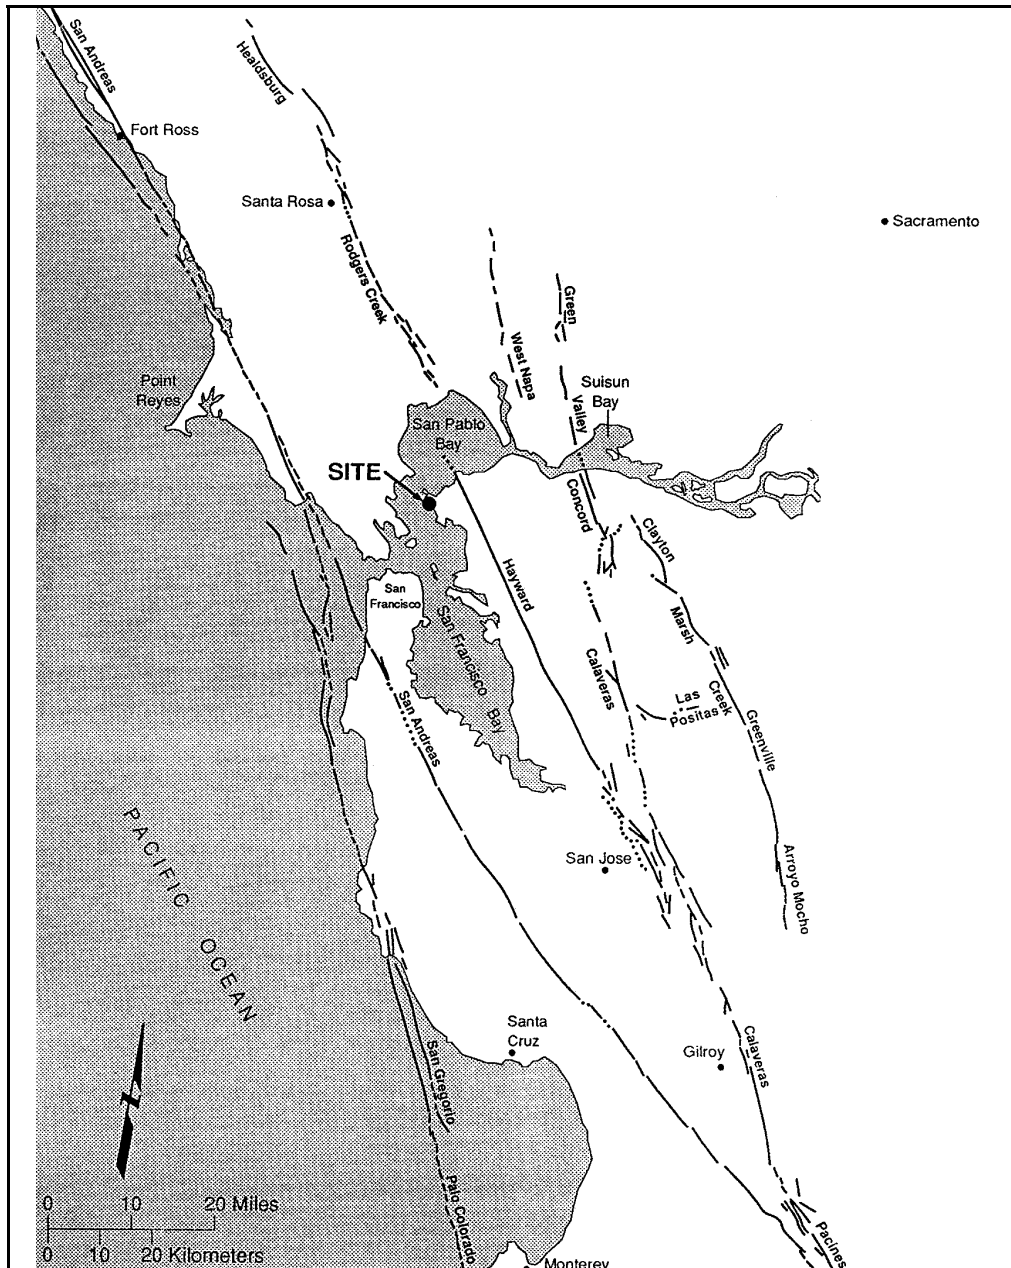 San Andreas
Healdsburg
Fort Ross
Santa Rosa
Sacramento
Rodgers Creek
Green
West Napa
Point
Reyes
Suisun
Bay
Valley
San Pablo
Bay
SITE
Concord
Clayton
Hayward
San
Francisco
San Francisco Bay
Marsh
Creek
Calaveras
Las
Positas
San Andreas
Greenville
PACIFIC OCEAN
San Jose
Arroyo Mocho
Santa
Cruz
Gilroy
Calaveras
San Gregorio
Z
Palo Colorado
0 10 20 Miles
0 10 20 Kilometers
Pacines
Monterey